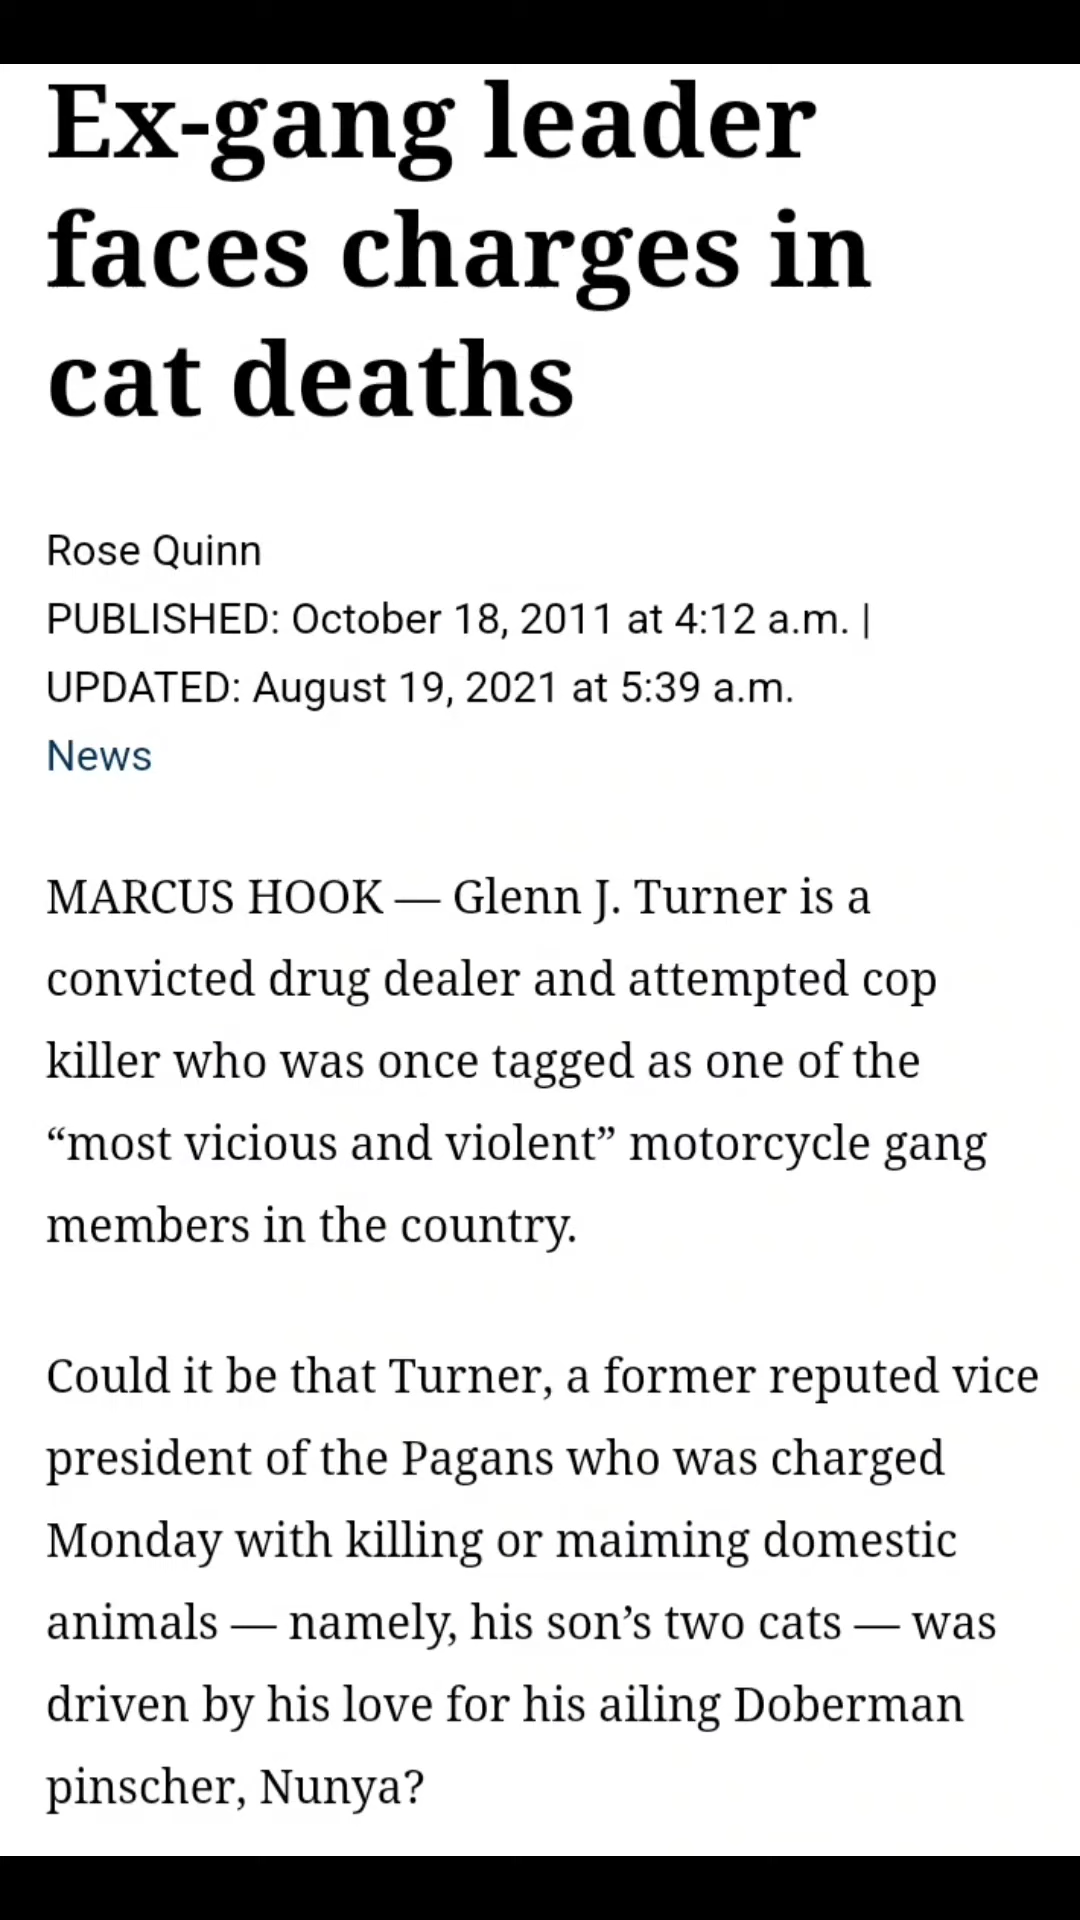 Ex-gang leader
faces charges in
cat deaths
Rose Quinn
PUBLISHED: October 18, 2011 at 4:12 a.m. |
UPDATED: August 19, 2021 at 5:39 a.m.
News
MARCUS HOOK — Glenn J. Turner is a
convicted drug dealer and attempted cop
killer who was once tagged as one of the
“most vicious and violent” motorcycle gang
members in the country.
Could it be that Turner, a former reputed vice
president of the Pagans who was charged
Monday with killing or maiming domestic
animals — namely, his son’s two cats — was
driven by his love for his ailing Doberman
pinscher, Nunya?